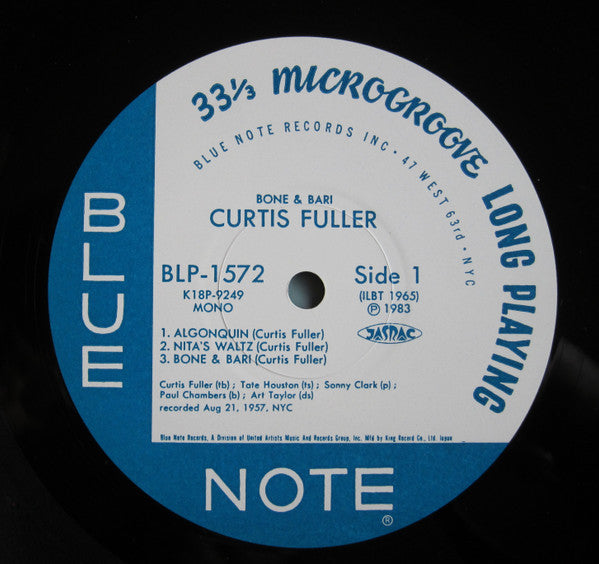 33⅓ MICROGROOVE LONG PLAYING
BLUE NOTE RECORDS INC • 47 WEST 63rd • NYC
BONE & BARI
CURTIS FULLER
BLP-1572
K18P-9249
MONO
Side 1
(ILBT 1965)
Ⓟ 1983
JASRAC
1. ALGONQUIN (Curtis Fuller)
2. NITA'S WALTZ (Curtis Fuller)
3. BONE & BARI (Curtis Fuller)
Curtis Fuller (tb) ; Tate Houston (ts) ; Sonny Clark (p) ;
Paul Chambers (b) ; Art Taylor (ds)
recorded Aug 21, 1957, NYC
Blue Note Records, A Division of United Artists Music And Records Group, Inc. Mfd by King Record Co., Ltd. Japan
BLUE
NOTE ®